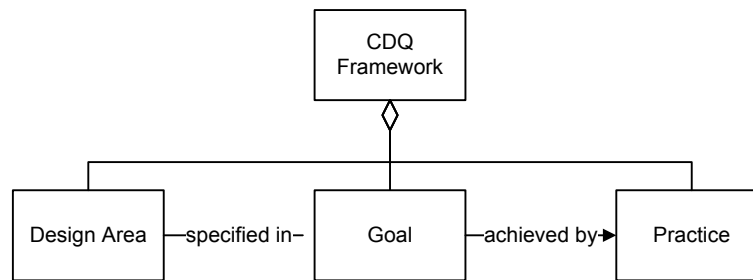 CDQ
Framework
Design Area
specified in
Goal
achieved by
Practice